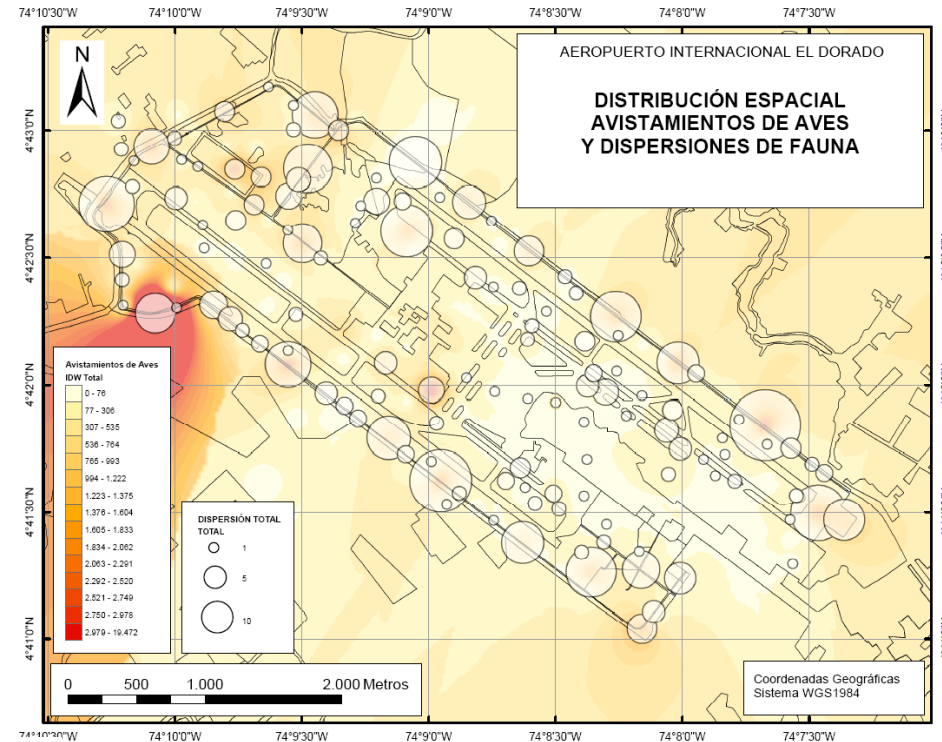 74°10'30"W 74°10'0"W 74°9'30"W 74°9'0"W 74°8'30"W 74°8'0"W 74°7'30"W
N
AEROPUERTO INTERNACIONAL EL DORADO
DISTRIBUCIÓN ESPACIAL
AVISTAMIENTOS DE AVES
Y DISPERSIONES DE FAUNA
4°43'0"N
4°42'30"N
4°42'0"N
4°41'30"N
4°41'0"N
Avistamientos de Aves
IDW Total
0 - 76
77 - 306
307 - 535
536 - 764
765 - 993
994 - 1.222
1.223 - 1.375
1.376 - 1.604
1.605 - 1.833
1.834 - 2.062
2.063 - 2.291
2.292 - 2.520
2.521 - 2.749
2.750 - 2.978
2.979 - 19.472
DISPERSIÓN TOTAL
TOTAL
1
5
10
0 500 1.000 2.000 Metros
Coordenadas Geográficas
Sistema WGS1984
74°10'30"W 74°10'0"W 74°9'30"W 74°9'0"W 74°8'30"W 74°8'0"W 74°7'30"W